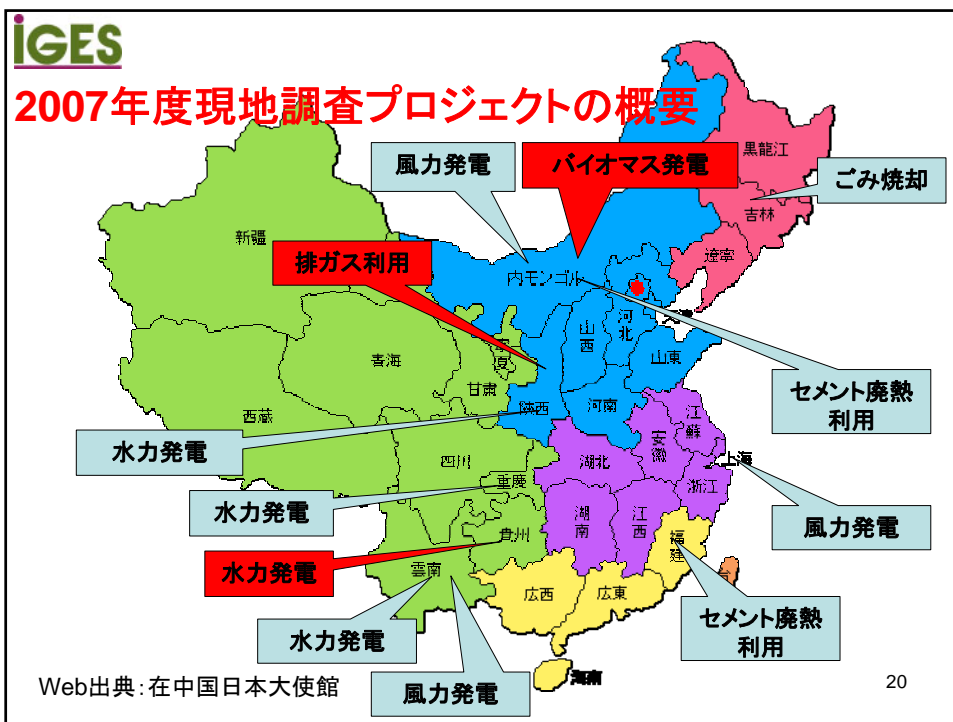 iGES
2007年度現地調査プロジェクトの概要
黒龍江
風力発電
バイオマス発電
ごみ焼却
吉林
新疆
遼寧
排ガス利用
内モンゴル
河北
山西
寧夏
山東
青海
甘粛
セメント廃熱
利用
陝西
河南
西蔵
江蘇
水力発電
安徽
上海
四川
湖北
重慶
浙江
水力発電
湖南
江西
風力発電
貴州
福建
水力発電
雲南
台
広西
広東
セメント廃熱
利用
水力発電
海南
風力発電
Web出典：在中国日本大使館
20